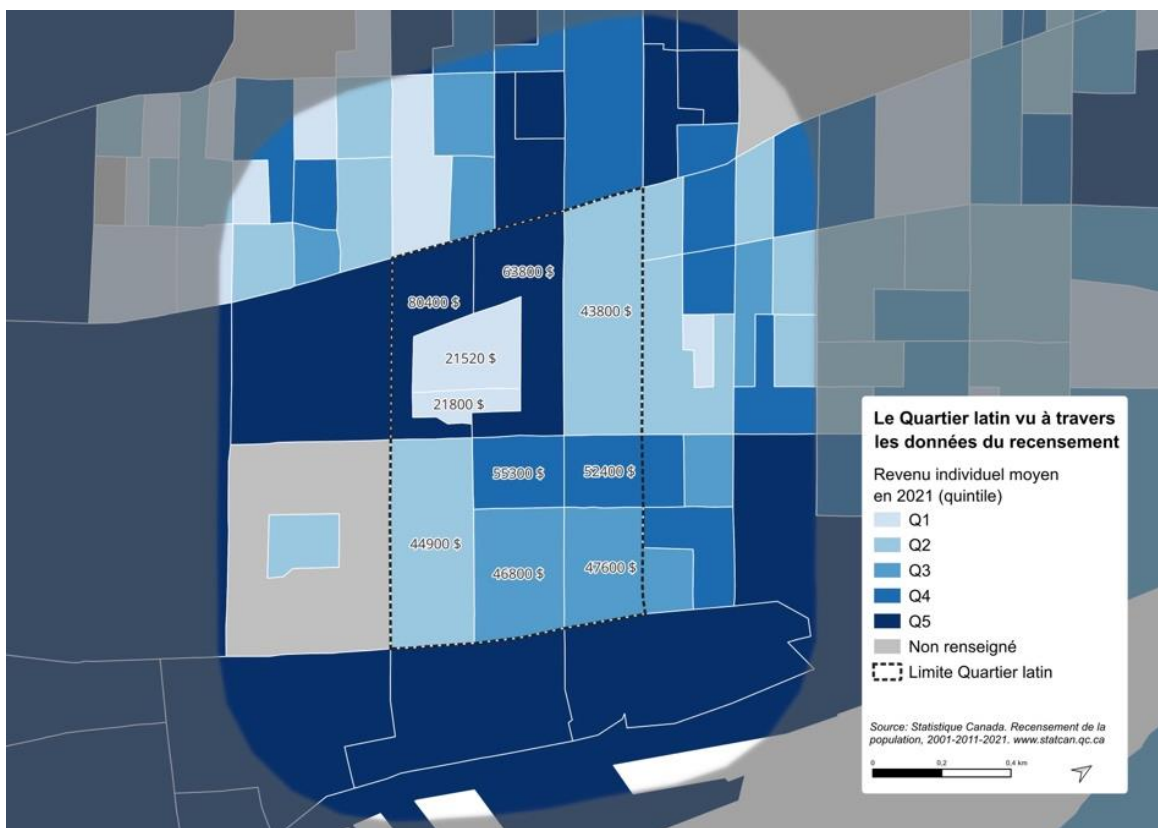 63800 $
80400 $
43800 $
21520 $
21800 $
55300 $
52400 $
44900 $
46800 $
47600 $
Le Quartier latin vu à travers
les données du recensement
Revenu individuel moyen
en 2021 (quintile)
Q1
Q2
Q3
Q4
Q5
Non renseigné
Limite Quartier latin
Source: Statistique Canada. Recensement de la
population, 2001-2011-2021. www.statcan.qc.ca
0 0,2 0,4 km